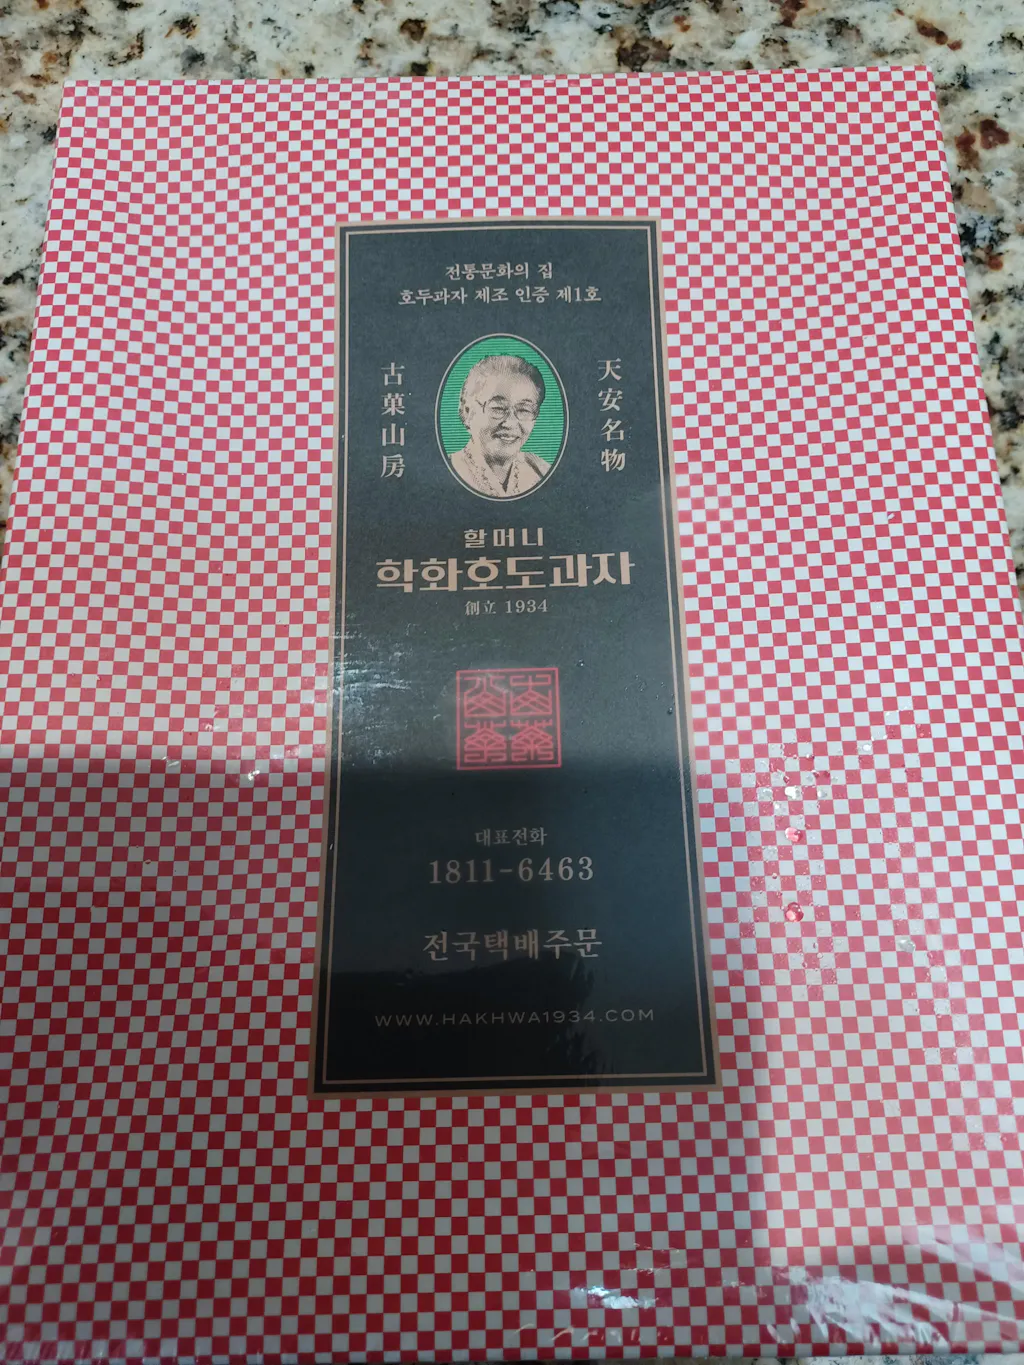 전통문화의 집
호두과자 제조 인증 제1호
天安名物
古菓山房
할머니
학화호도과자
創立 1934
대표전화
1811-6463
전국택배주문
WWW.HAKHWA1934.COM